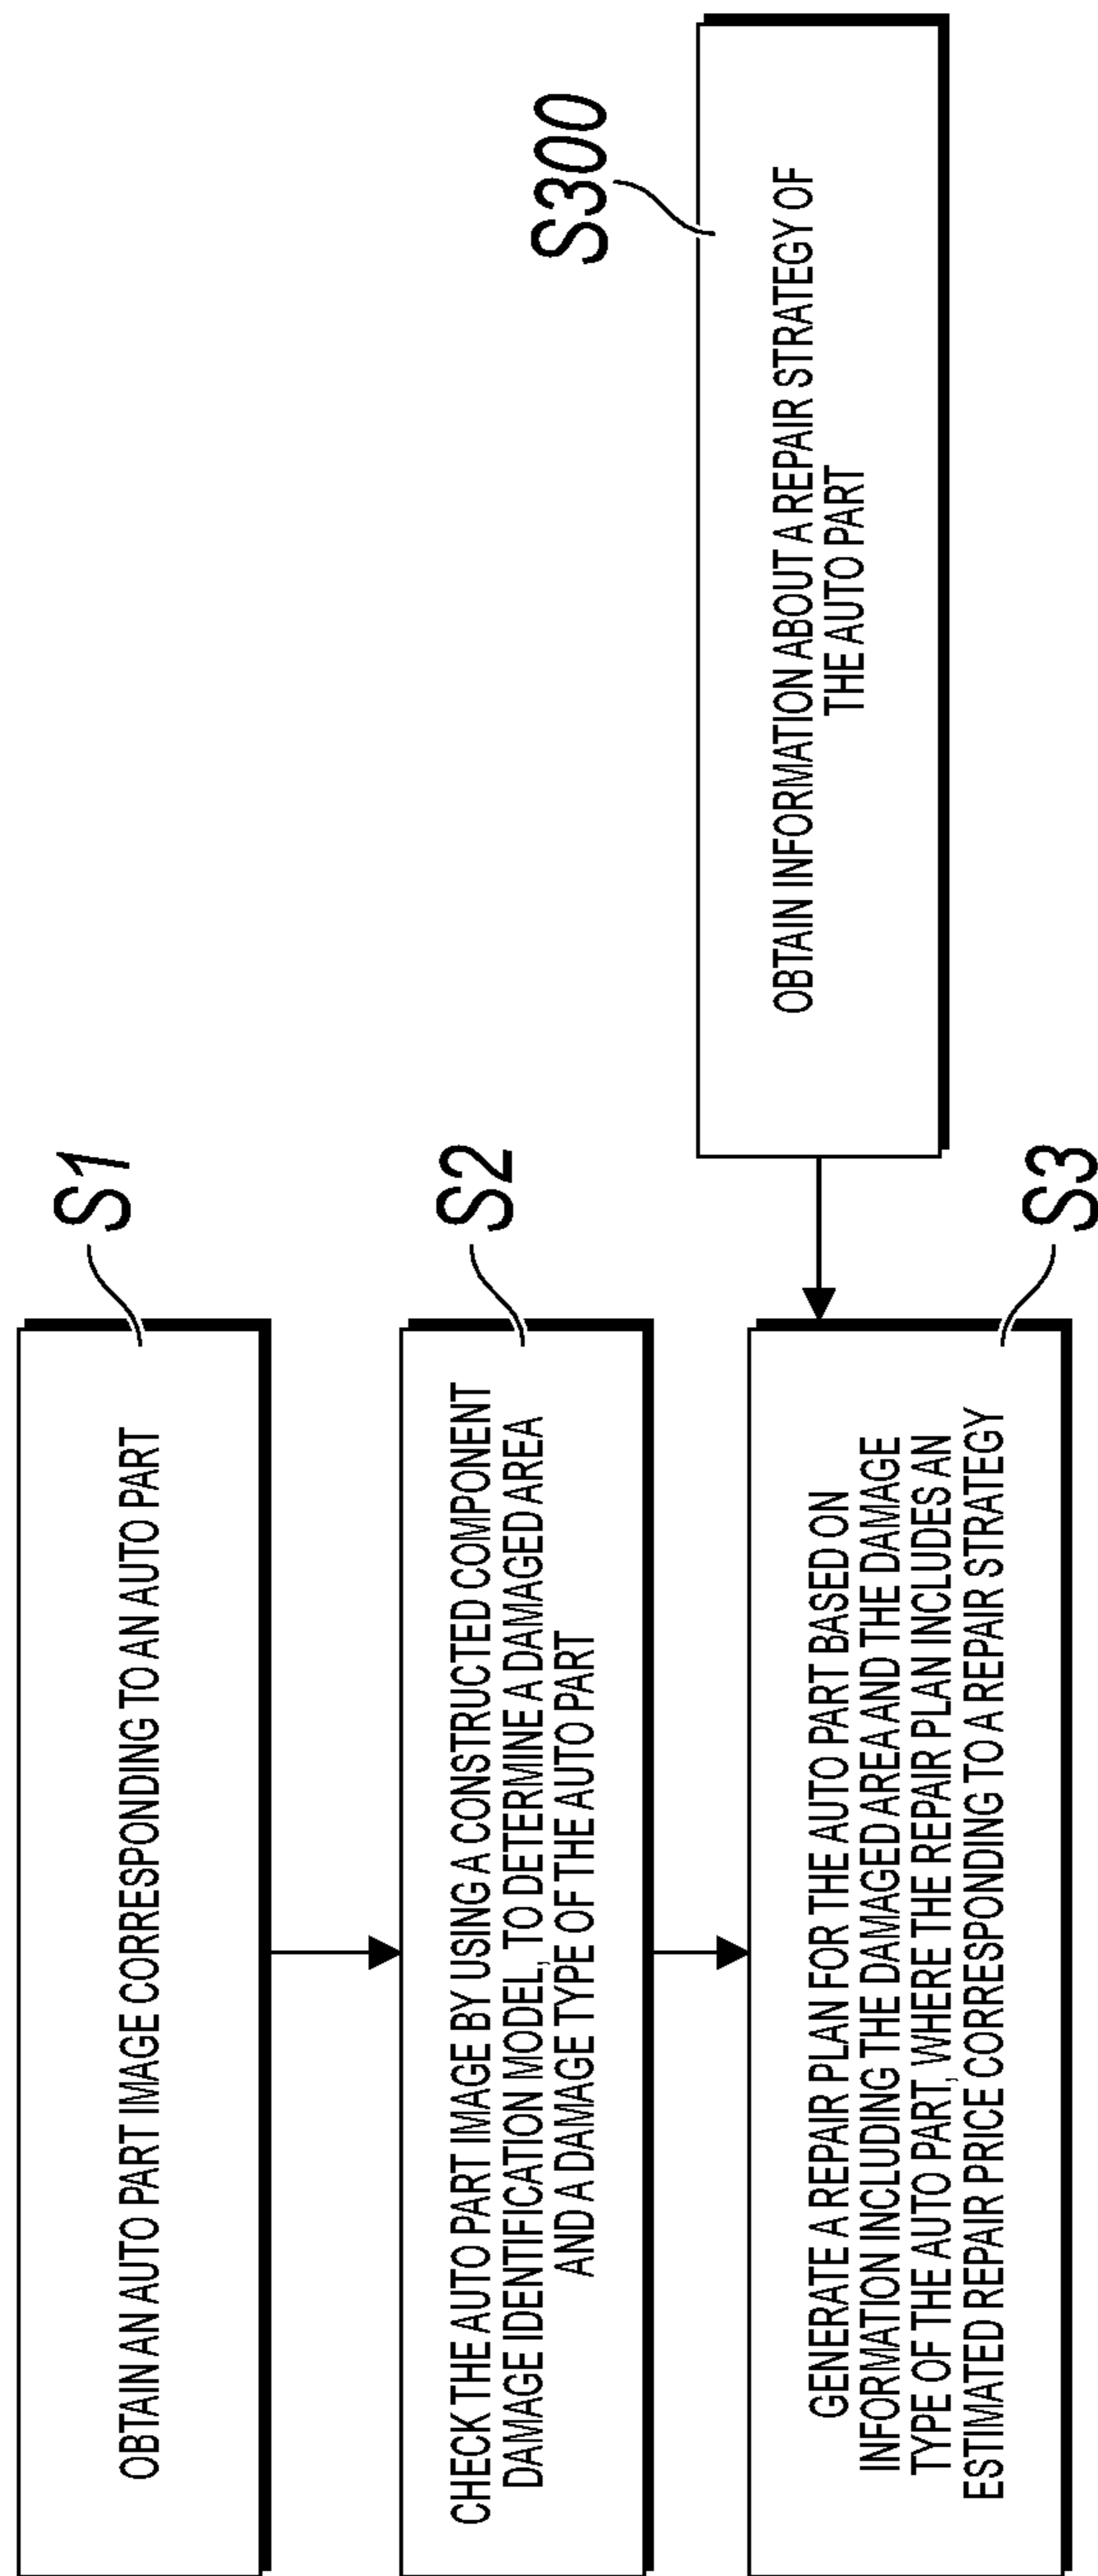 S1
OBTAIN AN AUTO PART IMAGE CORRESPONDING TO AN AUTO PART
S2
CHECK THE AUTO PART IMAGE BY USING A CONSTRUCTED COMPONENT
DAMAGE IDENTIFICATION MODEL, TO DETERMINE A DAMAGED AREA
AND A DAMAGE TYPE OF THE AUTO PART
S300
OBTAIN INFORMATION ABOUT A REPAIR STRATEGY OF
THE AUTO PART
S3
GENERATE A REPAIR PLAN FOR THE AUTO PART BASED ON
INFORMATION INCLUDING THE DAMAGED AREA AND THE DAMAGE
TYPE OF THE AUTO PART, WHERE THE REPAIR PLAN INCLUDES AN
ESTIMATED REPAIR PRICE CORRESPONDING TO A REPAIR STRATEGY